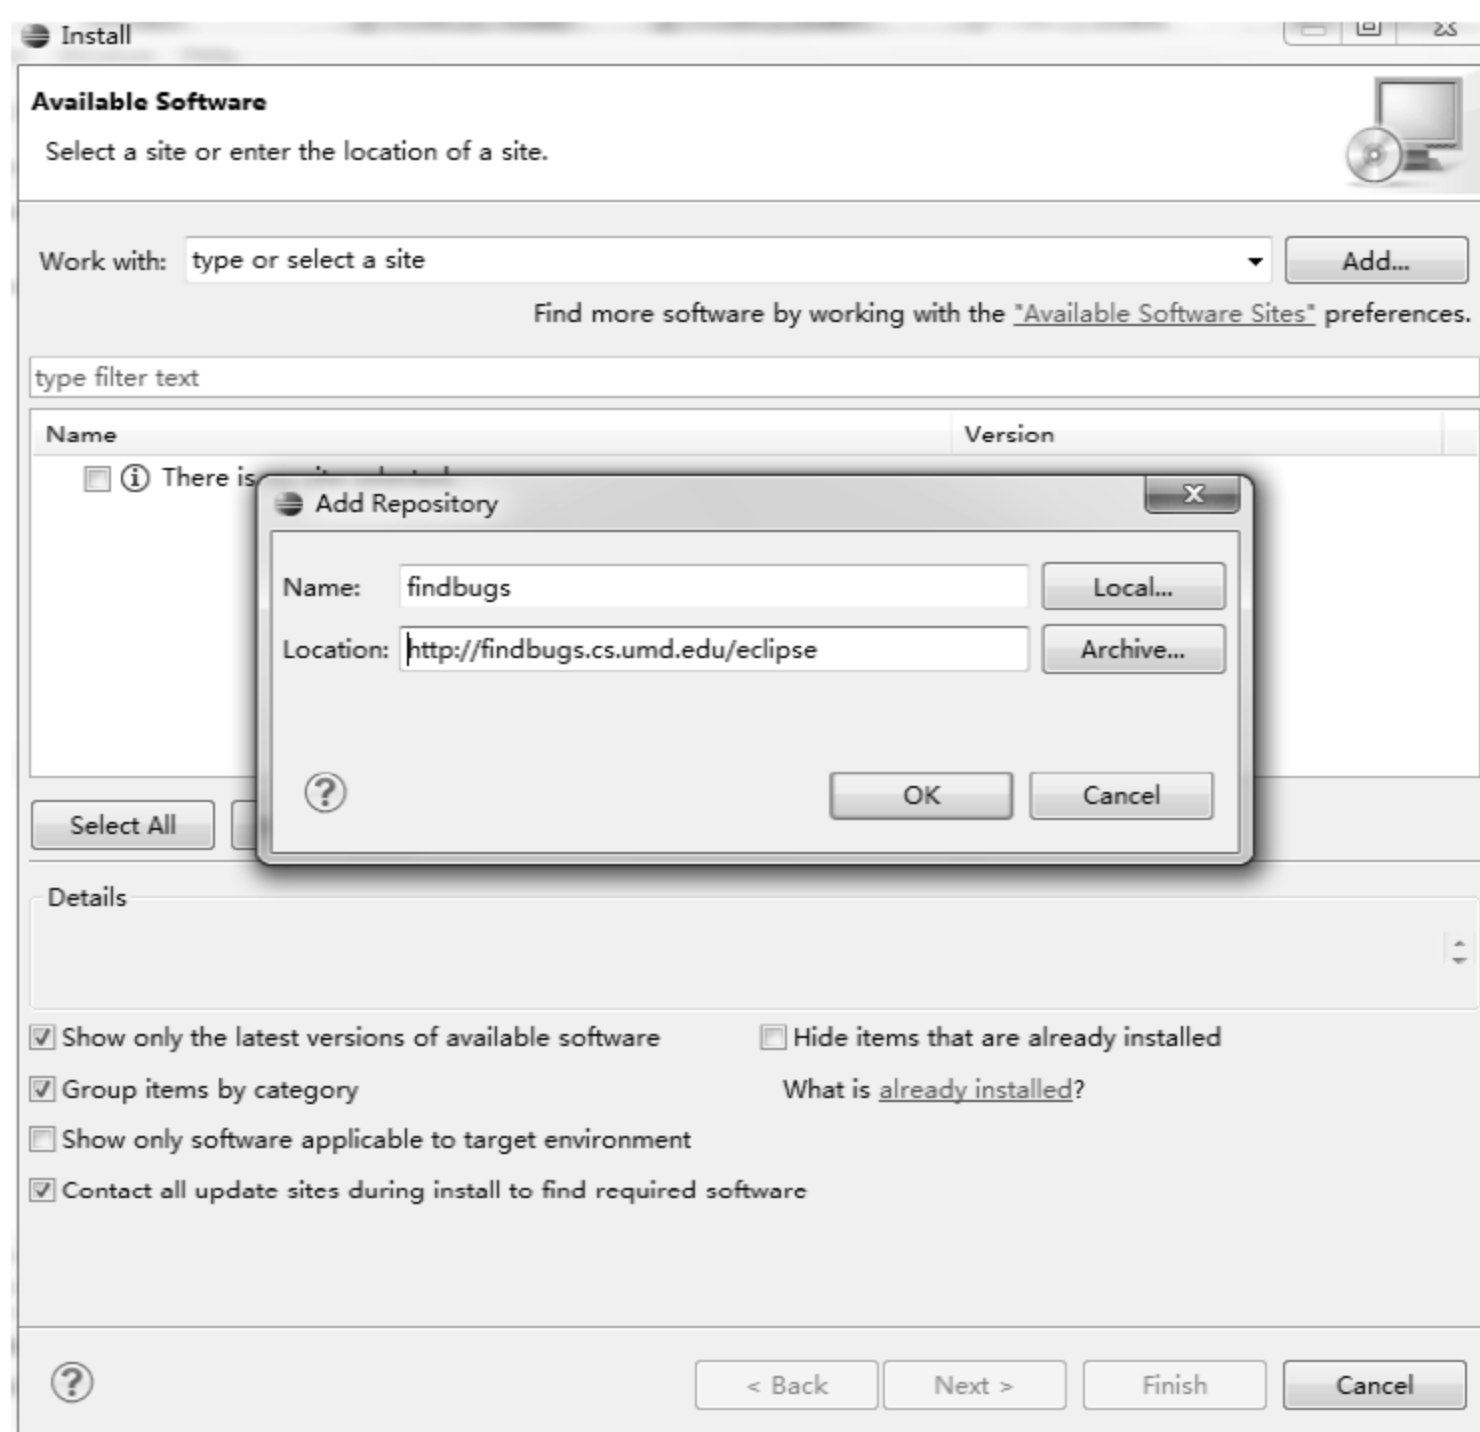 Install
Available Software
Select a site or enter the location of a site.
Work with: type or select a site Add...
Find more software by working with the "Available Software Sites" preferences.
type filter text
Name Version
There is
Add Repository
Name: findbugs Local...
Location: http://findbugs.cs.umd.edu/eclipse Archive...
OK Cancel
Select All
Details
Show only the latest versions of available software Hide items that are already installed
Group items by category What is already installed?
Show only software applicable to target environment
Contact all update sites during install to find required software
< Back Next > Finish Cancel